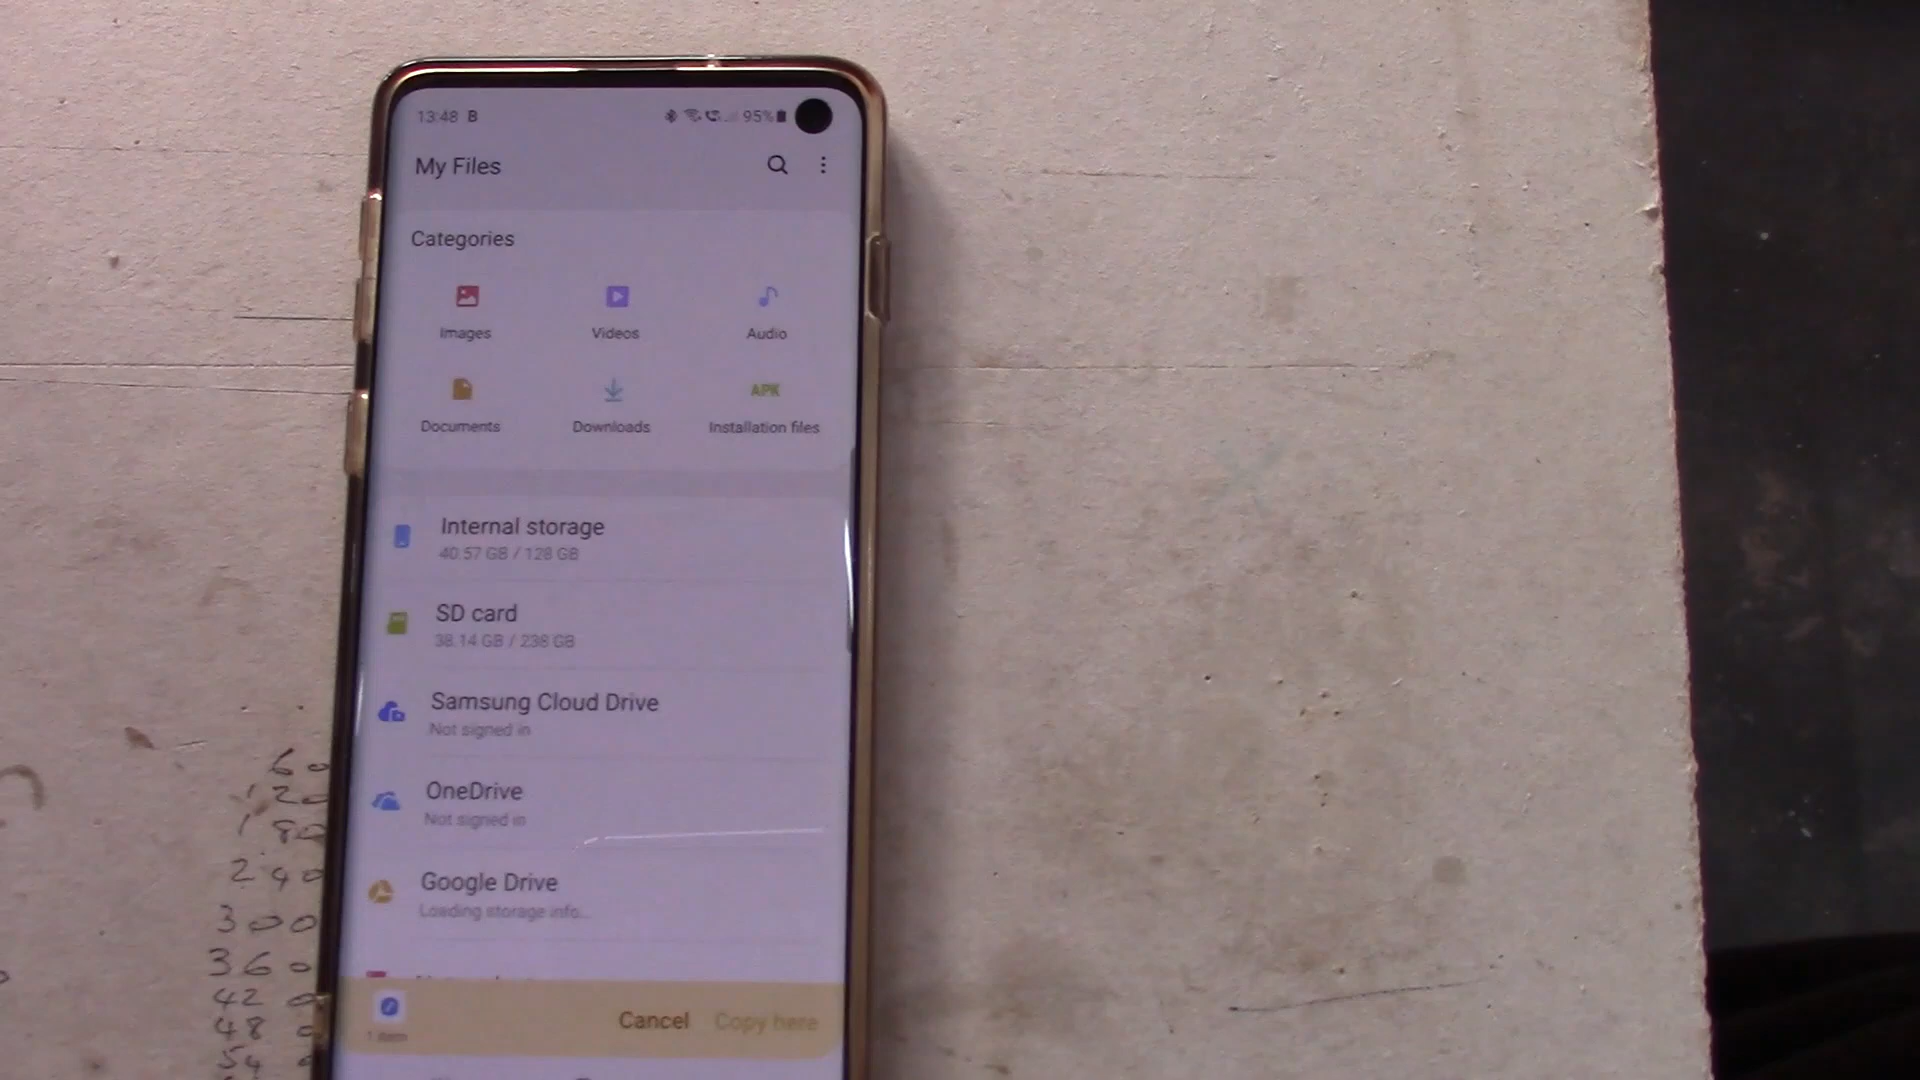 13:48 B 95%
My Files
Categories
Images Videos Audio
APK
Documents Downloads Installation files
Internal storage
40.57 GB / 128 GB
SD card
38.14 GB / 238 GB
Samsung Cloud Drive
Not signed in
OneDrive
Not signed in
Google Drive
Loading storage info...
Cancel Copy here
1 item
60
120
180
240
300
360
42 0
48 0
54 0